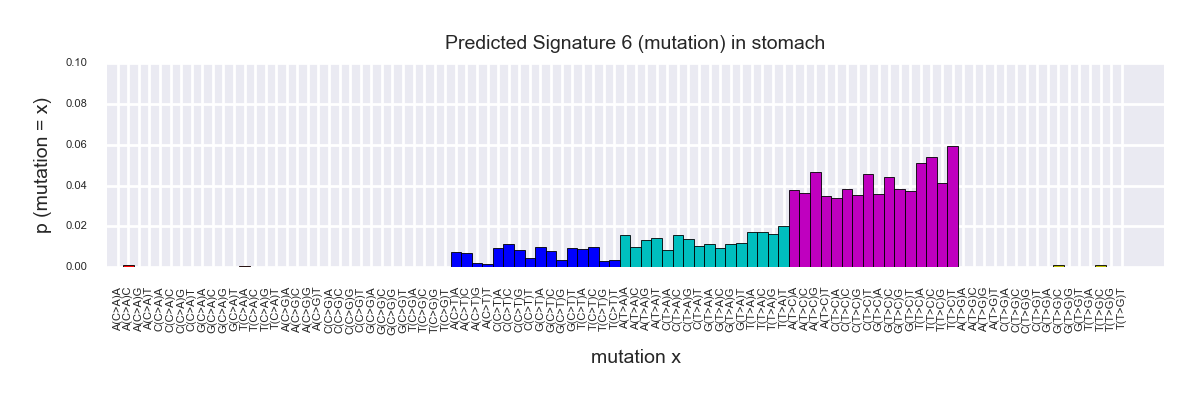 Predicted Signature 6 (mutation) in stomach
p (mutation = x)
0.10
0.08
0.06
0.04
0.02
0.00
A(C>A)A
A(C>A)C
A(C>A)G
A(C>A)T
C(C>A)A
C(C>A)C
C(C>A)G
C(C>A)T
G(C>A)A
G(C>A)C
G(C>A)G
G(C>A)T
T(C>A)A
T(C>A)C
T(C>A)G
T(C>A)T
A(C>G)A
A(C>G)C
A(C>G)G
A(C>G)T
C(C>G)A
C(C>G)C
C(C>G)G
C(C>G)T
G(C>G)A
G(C>G)C
G(C>G)G
G(C>G)T
T(C>G)A
T(C>G)C
T(C>G)G
T(C>G)T
A(C>T)A
A(C>T)C
A(C>T)G
A(C>T)T
C(C>T)A
C(C>T)C
C(C>T)G
C(C>T)T
G(C>T)A
G(C>T)C
G(C>T)G
G(C>T)T
T(C>T)A
T(C>T)C
T(C>T)G
T(C>T)T
A(T>A)A
A(T>A)C
A(T>A)G
A(T>A)T
C(T>A)A
C(T>A)C
C(T>A)G
C(T>A)T
G(T>A)A
G(T>A)C
G(T>A)G
G(T>A)T
T(T>A)A
T(T>A)C
T(T>A)G
T(T>A)T
A(T>C)A
A(T>C)C
A(T>C)G
A(T>C)T
C(T>C)A
C(T>C)C
C(T>C)G
C(T>C)T
G(T>C)A
G(T>C)C
G(T>C)G
G(T>C)T
T(T>C)A
T(T>C)C
T(T>C)G
T(T>C)T
A(T>G)A
A(T>G)C
A(T>G)G
A(T>G)T
C(T>G)A
C(T>G)C
C(T>G)G
C(T>G)T
G(T>G)A
G(T>G)C
G(T>G)G
G(T>G)T
T(T>G)A
T(T>G)C
T(T>G)G
T(T>G)T
mutation x